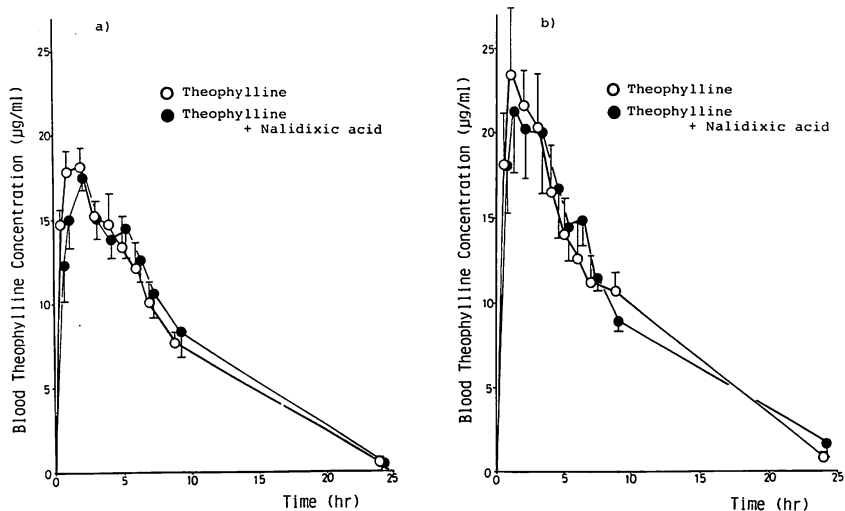 a)
Theophylline
Theophylline
+ Nalidixic acid
Blood Theophylline Concentration (µg/ml)
25
20
15
10
5
0
0 5 10 15 20 25
Time (hr)
b)
Theophylline
Theophylline
+ Nalidixic acid
Blood Theophylline Concentration (µg/ml)
25
20
15
10
5
0
0 5 10 15 20 25
Time (hr)